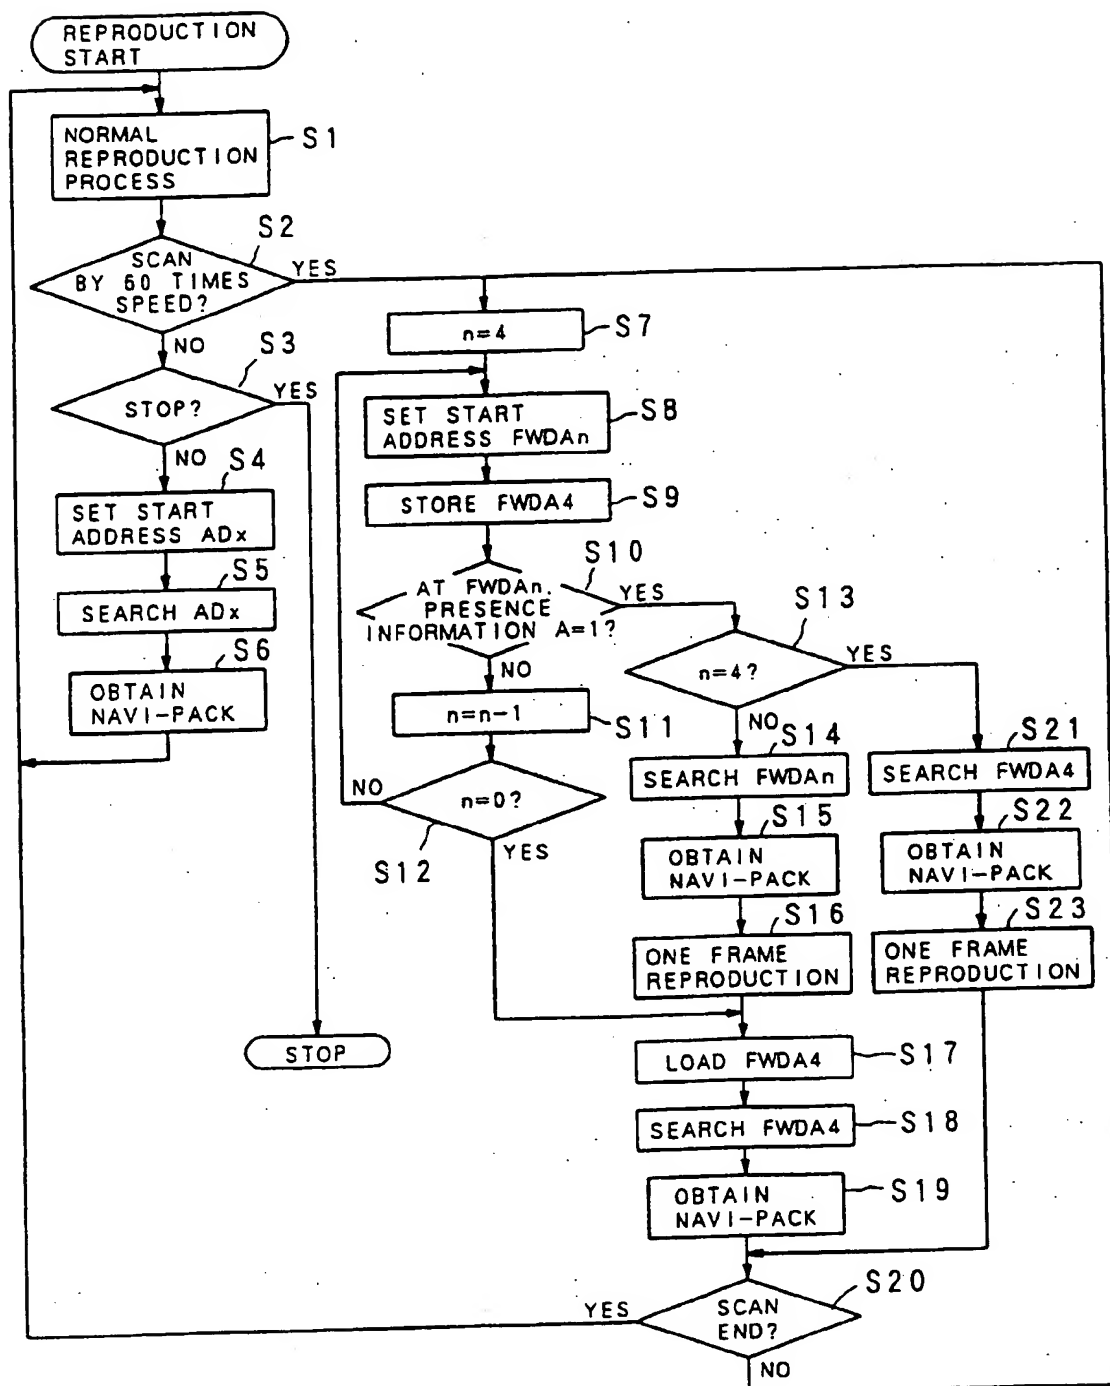 REPRODUCTION
START
NORMAL
REPRODUCTION
PROCESS
S1
SCAN
BY 60 TIMES
SPEED?
S2
YES
NO
STOP?
S3
YES
NO
SET START
ADDRESS ADx
S4
SEARCH ADx
S5
OBTAIN
NAVI-PACK
S6
STOP
n=4
S7
SET START
ADDRESS FWDAn
S8
STORE FWDA4
S9
AT FWDAn.
PRESENCE
INFORMATION A=1?
S10
YES
NO
n=n-1
S11
n=0?
S12
NO
YES
n=4?
S13
YES
NO
SEARCH FWDAn
S14
OBTAIN
NAVI-PACK
S15
ONE FRAME
REPRODUCTION
S16
LOAD FWDA4
S17
SEARCH FWDA4
S18
OBTAIN
NAVI-PACK
S19
SCAN
END?
S20
YES
NO
SEARCH FWDA4
S21
OBTAIN
NAVI-PACK
S22
ONE FRAME
REPRODUCTION
S23